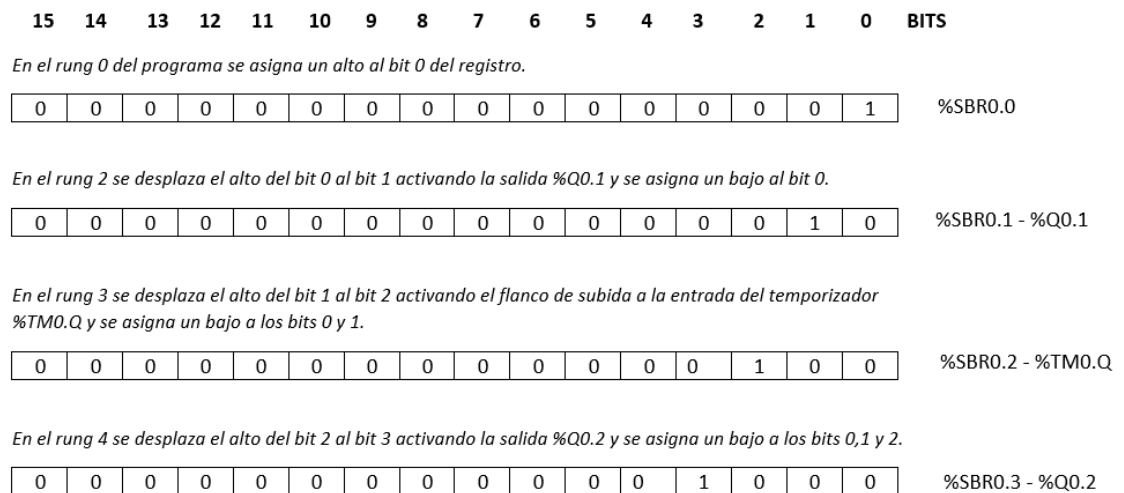 15 14 13 12 11 10 9 8 7 6 5 4 3 2 1 0 BITS
En el rung 0 del programa se asigna un alto al bit 0 del registro.
0 0 0 0 0 0 0 0 0 0 0 0 0 0 0 1 %SBR0.0
En el rung 2 se desplaza el alto del bit 0 al bit 1 activando la salida %Q0.1 y se asigna un bajo al bit 0.
0 0 0 0 0 0 0 0 0 0 0 0 0 0 1 0 %SBR0.1 - %Q0.1
En el rung 3 se desplaza el alto del bit 1 al bit 2 activando el flanco de subida a la entrada del temporizador
%TM0.Q y se asigna un bajo a los bits 0 y 1.
0 0 0 0 0 0 0 0 0 0 0 0 0 1 0 0 %SBR0.2 - %TM0.Q
En el rung 4 se desplaza el alto del bit 2 al bit 3 activando la salida %Q0.2 y se asigna un bajo a los bits 0,1 y 2.
0 0 0 0 0 0 0 0 0 0 0 0 1 0 0 0 %SBR0.3 - %Q0.2